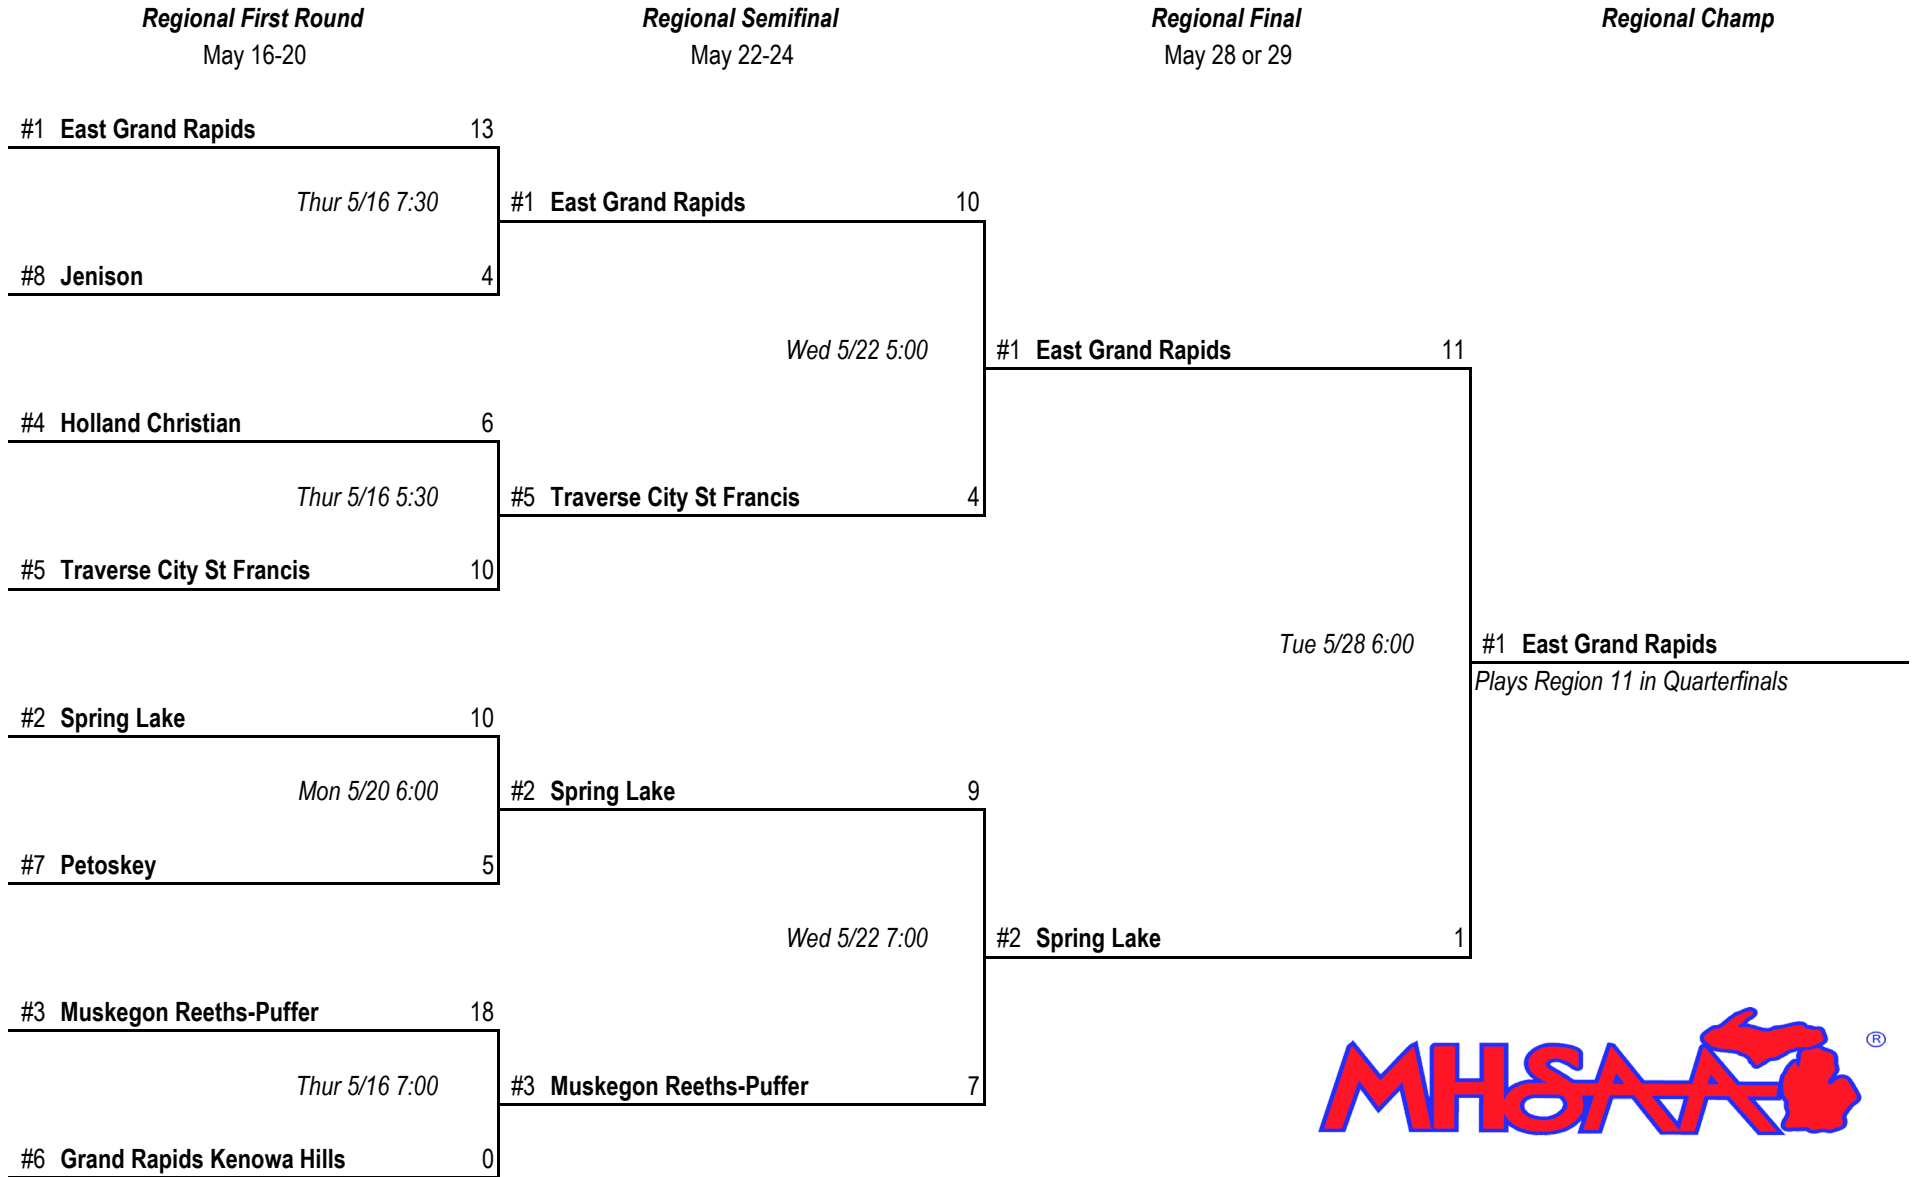 Regional First Round
Regional Semifinal
Regional Final
Regional Champ
May 16-20
May 22-24
May 28 or 29
#1 East Grand Rapids 13
Thur 5/16 7:30
#1 East Grand Rapids 10
#8 Jenison 4
Wed 5/22 5:00
#1 East Grand Rapids 11
#4 Holland Christian 6
Thur 5/16 5:30
#5 Traverse City St Francis 4
#5 Traverse City St Francis 10
Tue 5/28 6:00
#1 East Grand Rapids
Plays Region 11 in Quarterfinals
#2 Spring Lake 10
Mon 5/20 6:00
#2 Spring Lake 9
#7 Petoskey 5
Wed 5/22 7:00
#2 Spring Lake 1
#3 Muskegon Reeths-Puffer 18
Thur 5/16 7:00
#3 Muskegon Reeths-Puffer 7
#6 Grand Rapids Kenowa Hills 0
MHSAA ®